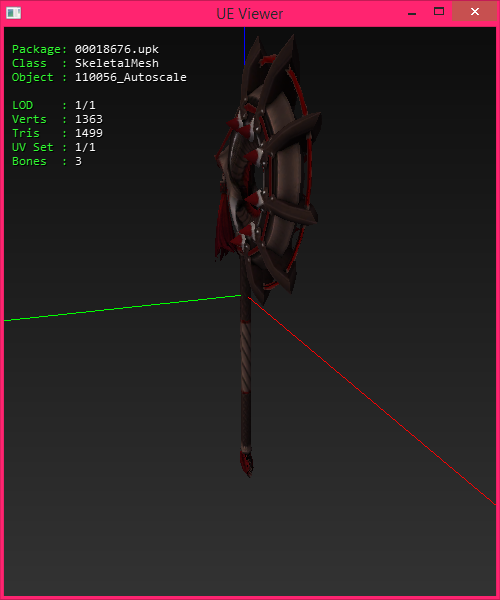 UE Viewer
Package: 00018676.upk
Class : SkeletalMesh
Object : 110056_Autoscale
LOD : 1/1
Verts : 1363
Tris : 1499
UV Set : 1/1
Bones : 3